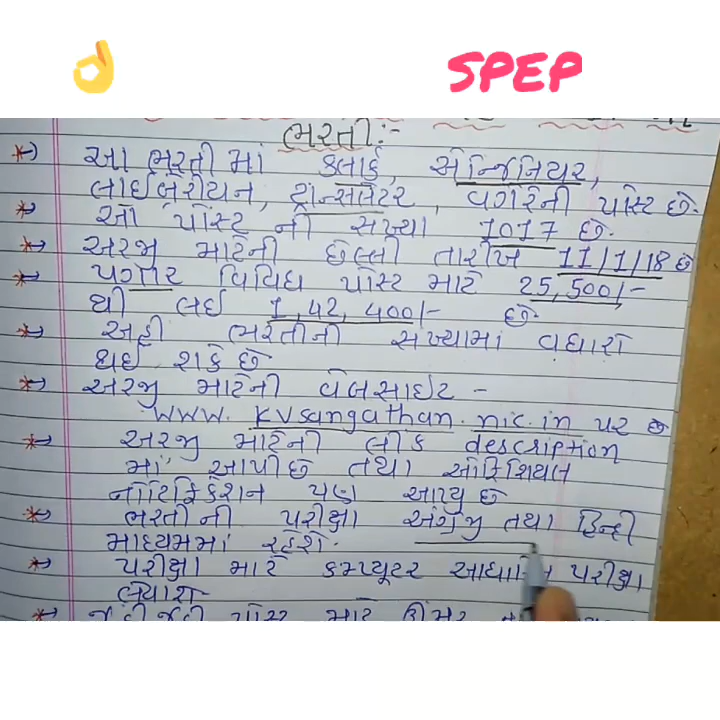 SPEP
ભરતી:-
આ ભરતી માં ક્લાર્ક, એન્જિનિયર,
લાઈબ્રેરીયન, ટ્રાન્સલેટર, વગેરેની પોસ્ટ છે.
આ પોસ્ટ ની સંખ્યા 1017 છે.
અરજી માટેની છેલ્લી તારીખ 11/1/18 છે
પગાર વિવિધ પોસ્ટ માટે 25,500/-
થી લઈ 1,42,400/- છે
અહી ભરતીની સંખ્યામાં વધારો
થઈ શકે છે
અરજી માટેની વેબસાઇટ -
www.kvsangathan.nic.in પર છે
અરજી માટેની લીંક description
માં આપી છે તથા ઓફિશિયલ
નોટિફિકેશન પણ આપ્યુ છે
ભરતીની પરીક્ષા અંગ્રેજી તથા હિન્દી
માધ્યમમાં રહેશે.
પરીક્ષા માટે કમ્પ્યૂટર પરીક્ષા
લેવાશે
પોસ્ટ માટે ઉંમર